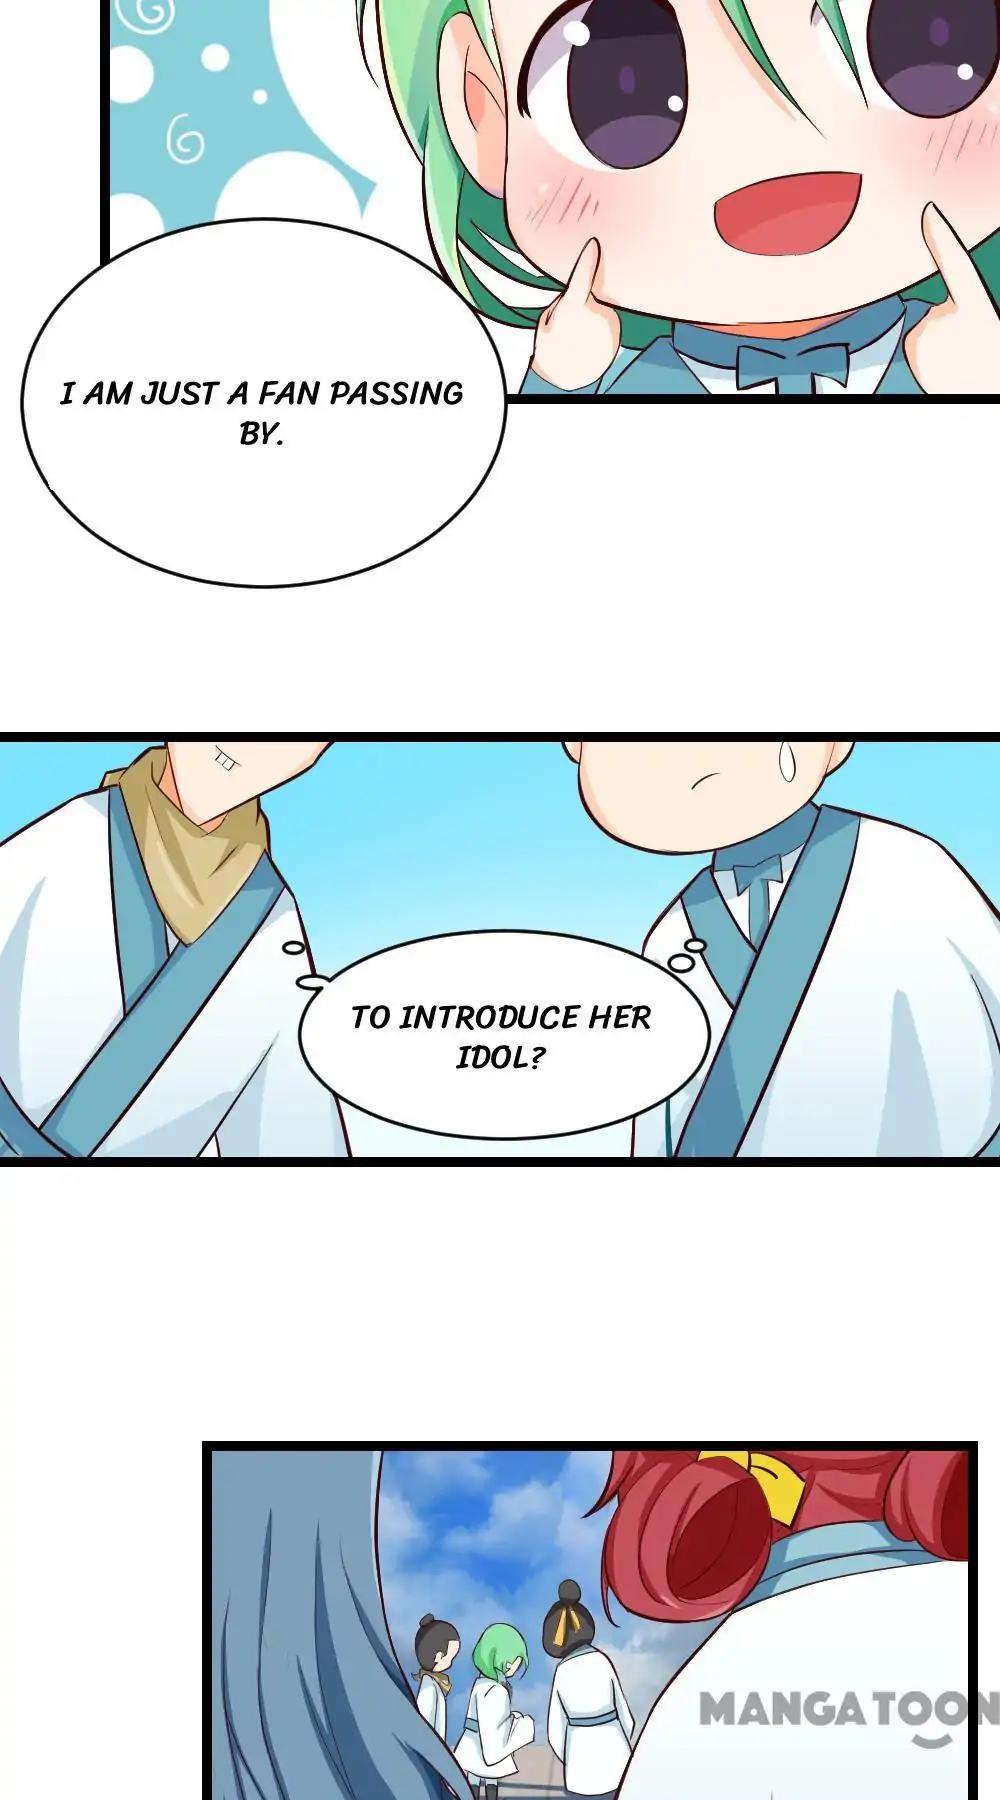 I AM JUST A FAN PASSING
BY.
TO INTRODUCE HER
IDOL?
MANGATOON